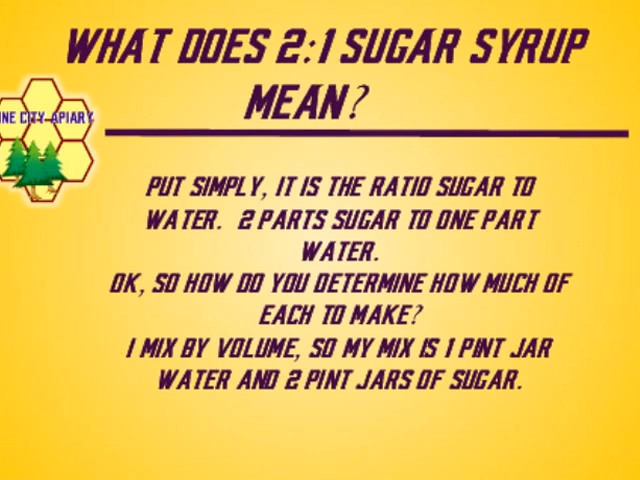 WHAT DOES 2:1 SUGAR SYRUP
MEAN?
INE CITY APIARY
PUT SIMPLY, IT IS THE RATIO SUGAR TO
WATER. 2 PARTS SUGAR TO ONE PART
WATER.
OK, SO HOW DO YOU DETERMINE HOW MUCH OF
EACH TO MAKE?
I MIX BY VOLUME, SO MY MIX IS 1 PINT JAR
WATER AND 2 PINT JARS OF SUGAR.